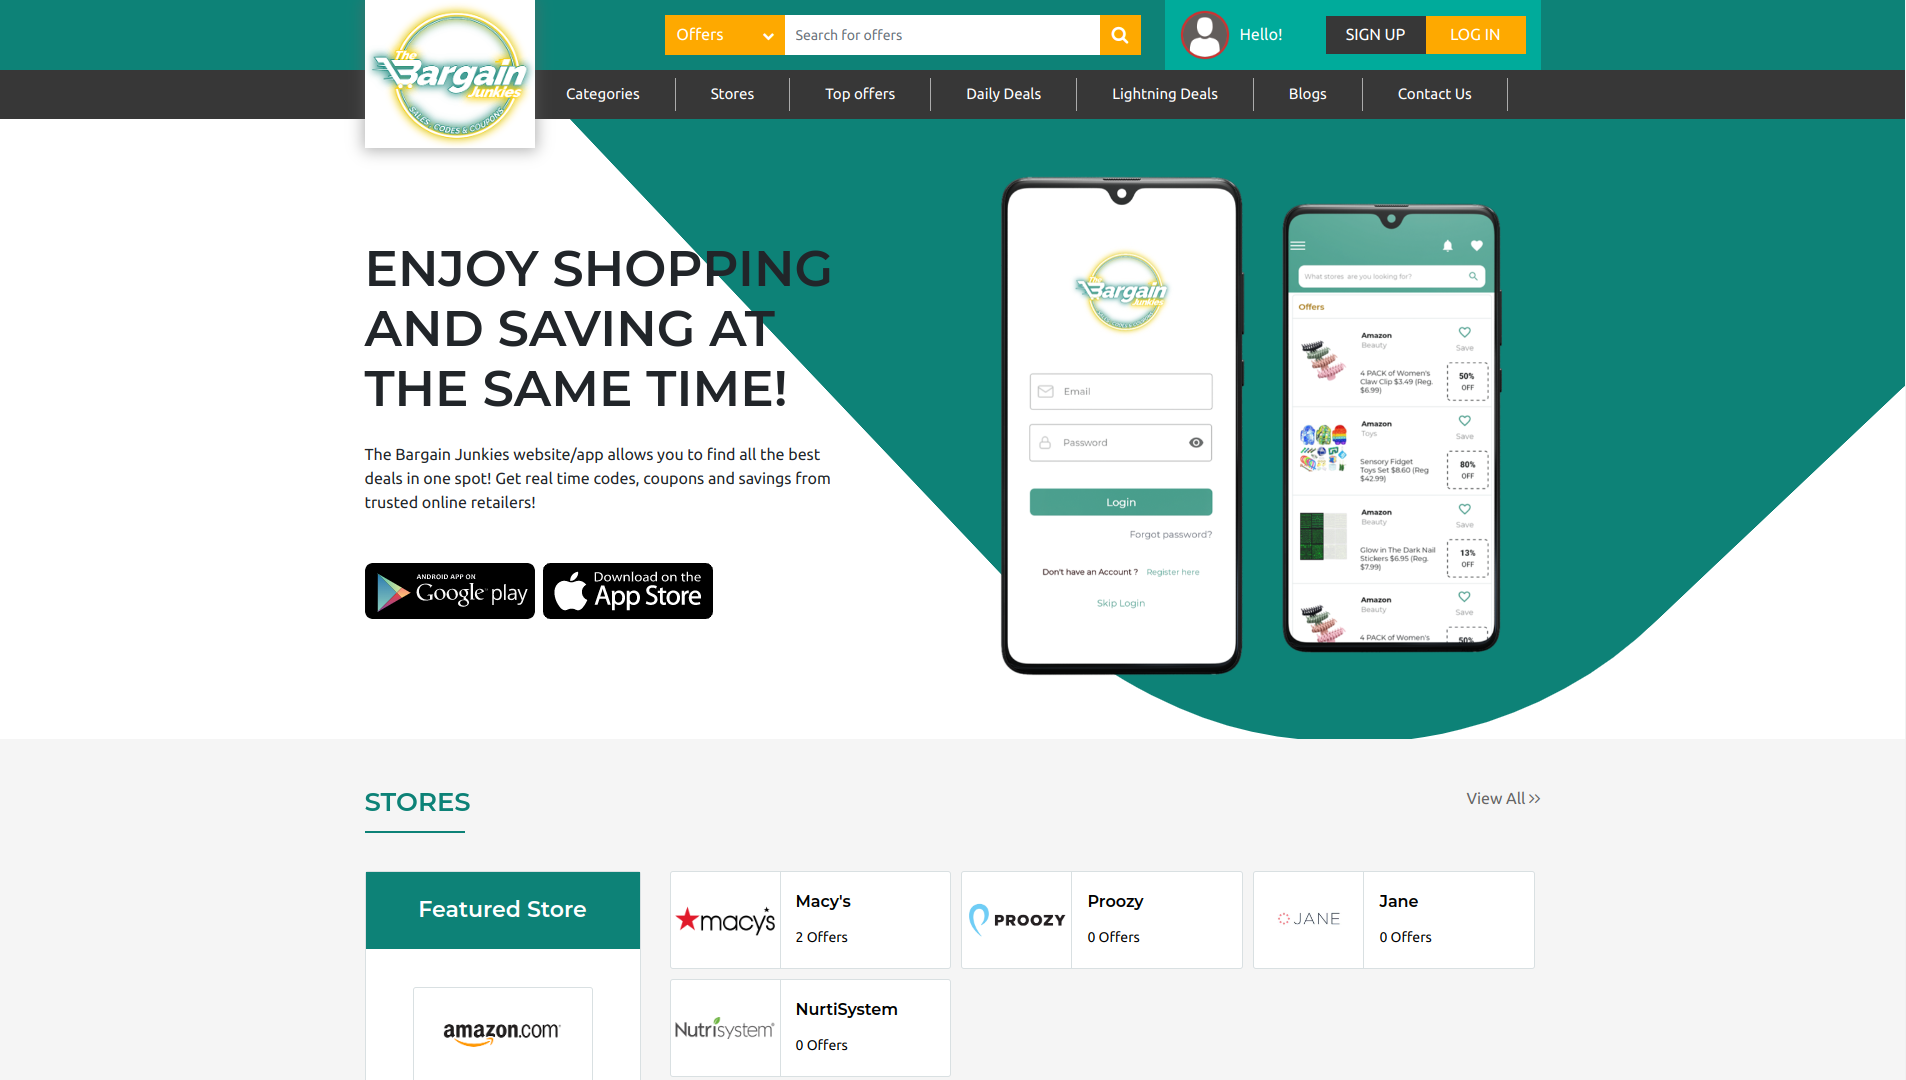 The
Bargain
Junkies
SALES, CODES & COUPONS
Offers
Search for offers
Hello!
SIGN UP
LOG IN
Categories
Stores
Top offers
Daily Deals
Lightning Deals
Blogs
Contact Us
ENJOY SHOPPING
AND SAVING AT
THE SAME TIME!
The Bargain Junkies website/app allows you to find all the best
deals in one spot! Get real time codes, coupons and savings from
trusted online retailers!
ANDROID APP ON
Google play
Download on the
App Store
The
Bargain
Junkies
Email
Password
Login
Forgot password?
Don't have an Account ? Register here
Skip Login
What stores are you looking for?
Offers
Amazon
Beauty
Save
4 PACK of Women's
Claw Clip $3.49 (Reg.
$6.99)
50%
OFF
Amazon
Toys
Save
Sensory Fidget
Toys Set $8.60 (Reg
$42.99)
80%
OFF
Amazon
Beauty
Save
Glow in The Dark Nail
Stickers $6.95 (Reg.
$7.99)
13%
OFF
Amazon
Beauty
Save
4 PACK of Women's
50%
STORES
View All
Featured Store
amazon.com
macy's
Macy's
2 Offers
PROOZY
Proozy
0 Offers
JANE
Jane
0 Offers
Nutrisystem
NurtiSystem
0 Offers